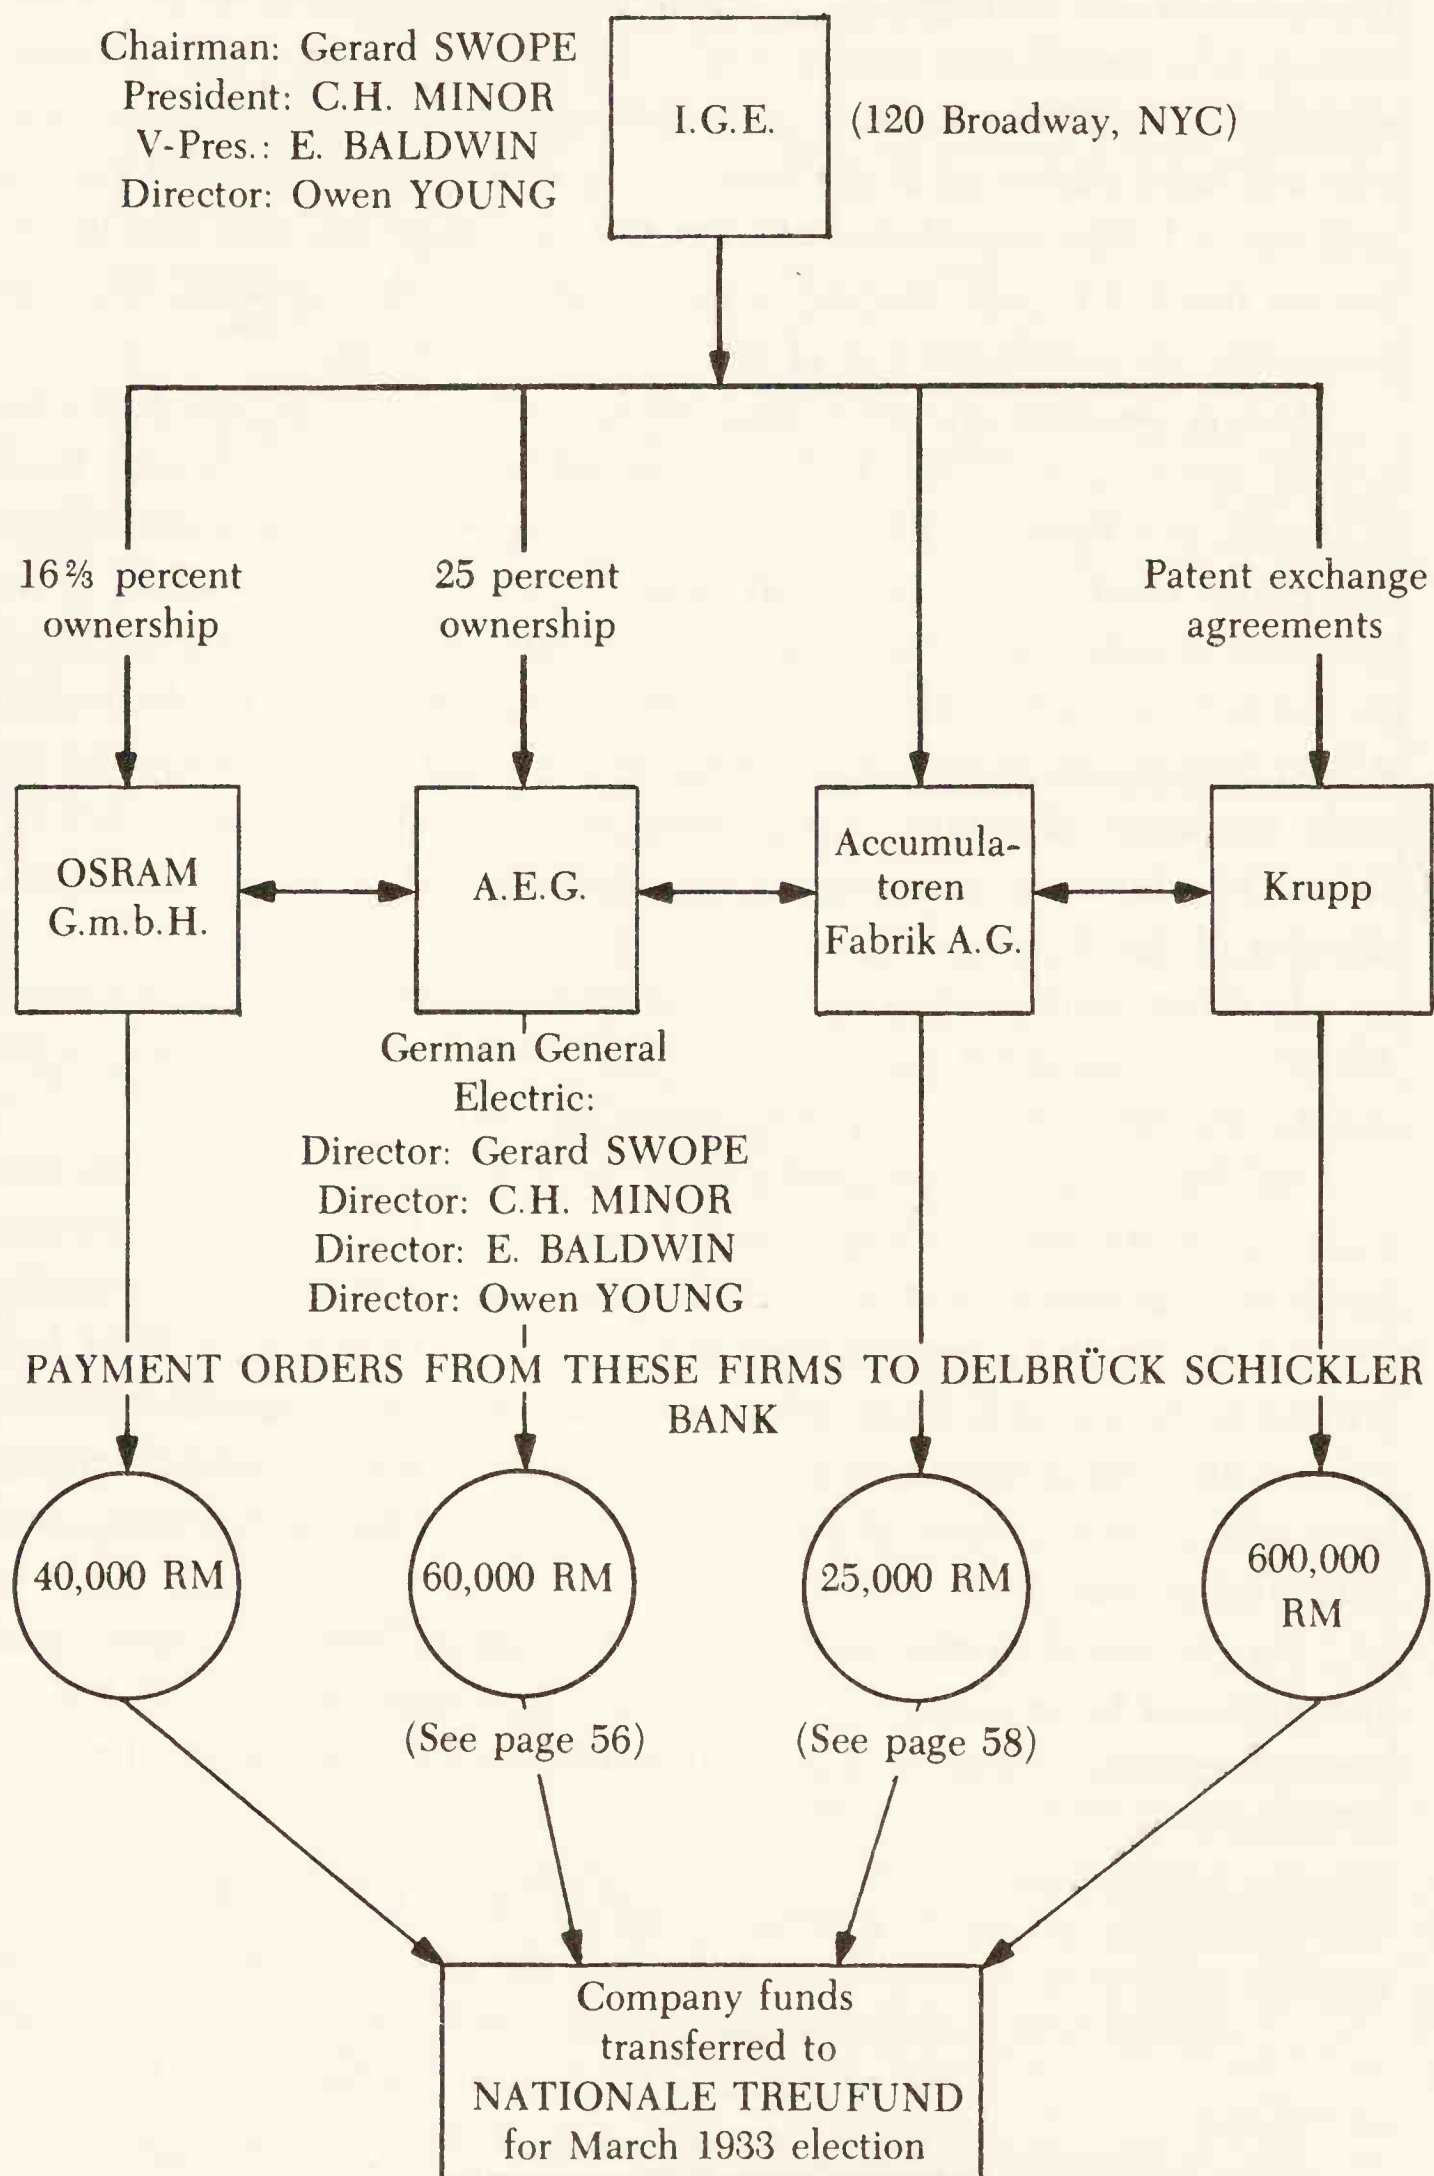 Chairman: Gerard SWOPE
President: C.H. MINOR
V-Pres.: E. BALDWIN
Director: Owen YOUNG
I.G.E.
(120 Broadway, NYC)
16⅔ percent
ownership
25 percent
ownership
Patent exchange
agreements
OSRAM
G.m.b.H.
A.E.G.
Accumula-
toren
Fabrik A.G.
Krupp
German General
Electric:
Director: Gerard SWOPE
Director: C.H. MINOR
Director: E. BALDWIN
Director: Owen YOUNG
PAYMENT ORDERS FROM THESE FIRMS TO DELBRÜCK SCHICKLER
BANK
40,000 RM
60,000 RM
25,000 RM
600,000
RM
(See page 56)
(See page 58)
Company funds
transferred to
NATIONALE TREUFUND
for March 1933 election